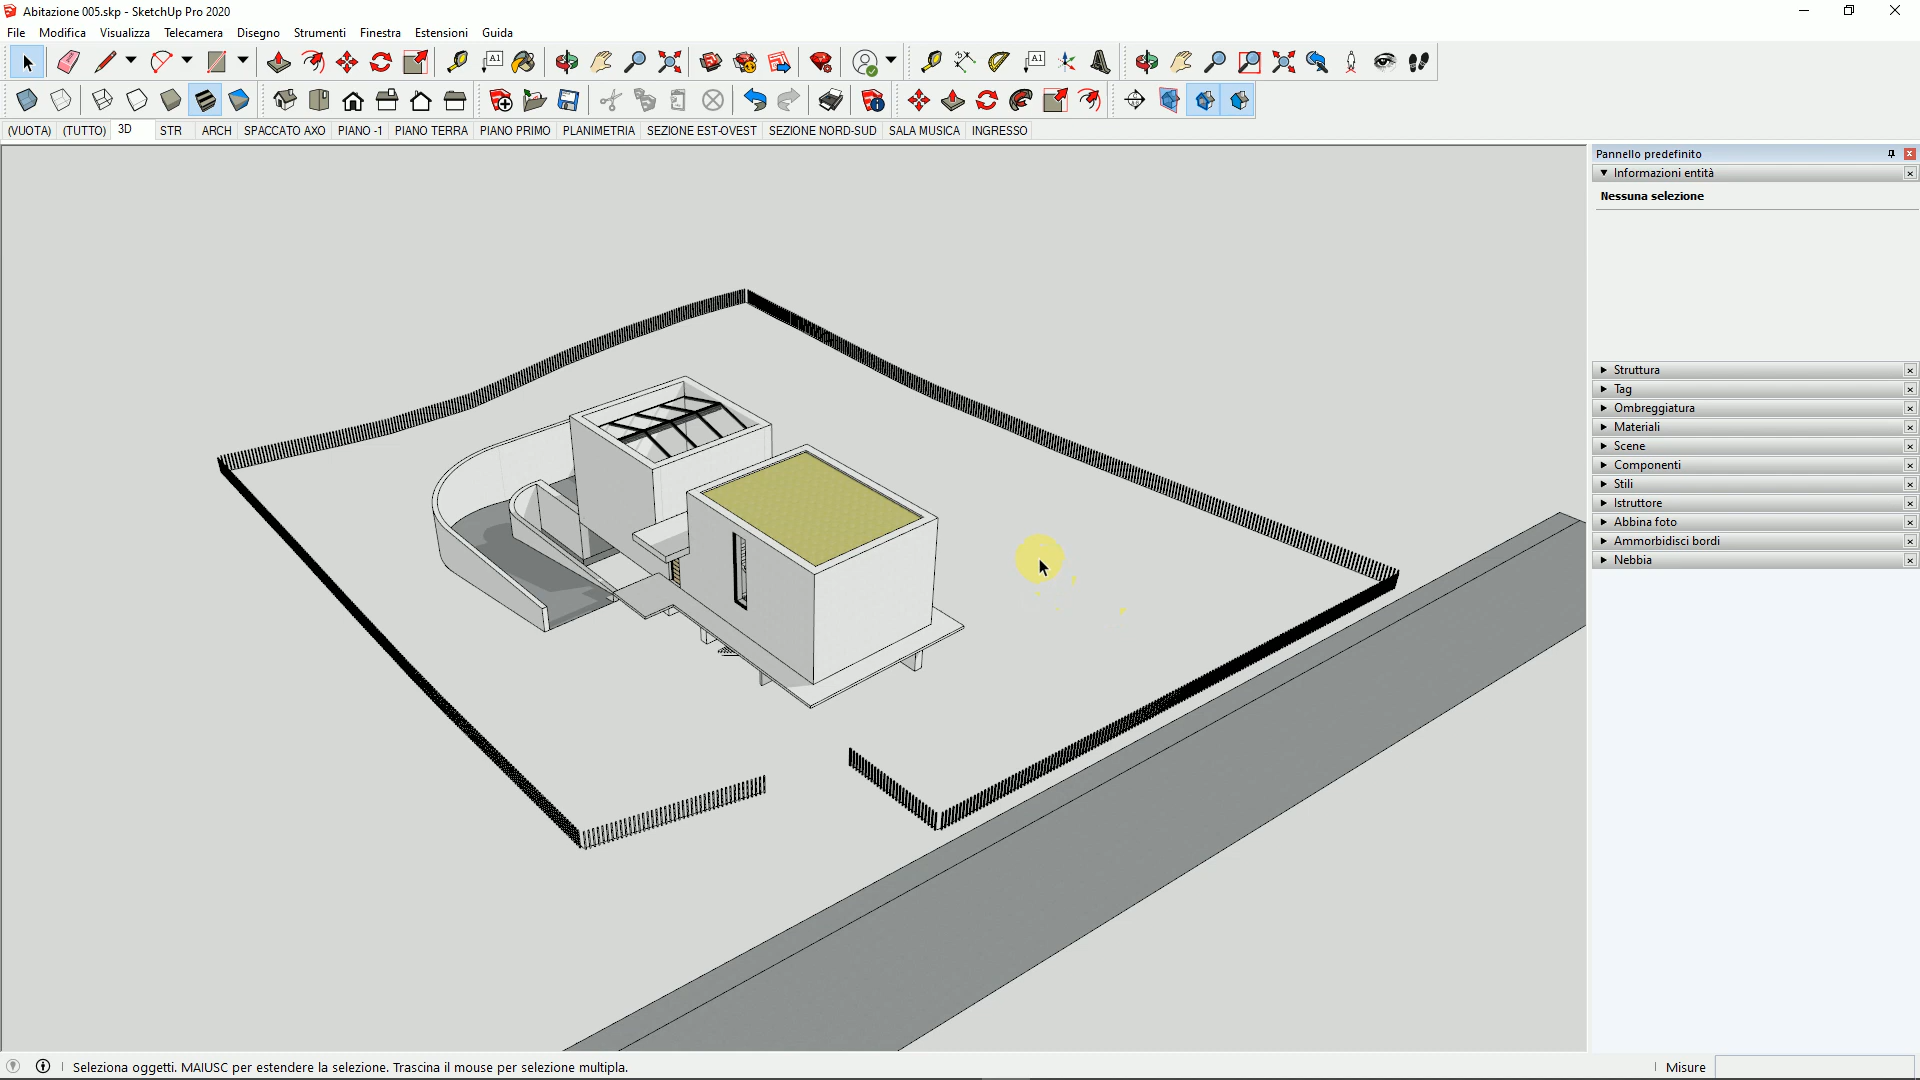 Abitazione 005.skp - SketchUp Pro 2020
File Modifica Visualizza Telecamera Disegno Strumenti Finestra Estensioni Guida
A1 A1
(VUOTA) (TUTTO) 3D STR ARCH SPACCATO AXO PIANO -1 PIANO TERRA PIANO PRIMO PLANIMETRIA SEZIONE EST-OVEST SEZIONE NORD-SUD SALA MUSICA INGRESSO
Pannello predefinito
Informazioni entità
Nessuna selezione
Struttura
Tag
Ombreggiatura
Materiali
Scene
Componenti
Stili
Istruttore
Abbina foto
Ammorbidisci bordi
Nebbia
Seleziona oggetti. MAIUSC per estendere la selezione. Trascina il mouse per selezione multipla.
Misure